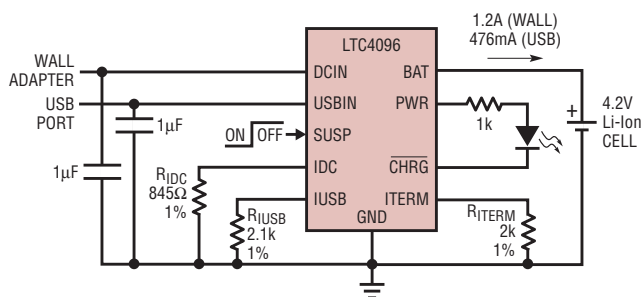 1.2A (WALL)
476mA (USB)
LTC4096
WALL
ADAPTER
USB
PORT
DCIN
BAT
USBIN
PWR
1µF
1k
+
4.2V
Li-Ion
CELL
ON
OFF
SUSP
1µF
RIDC
845Ω
1%
IDC
CHRG
IUSB
ITERM
GND
RIUSB
2.1k
1%
RITERM
2k
1%